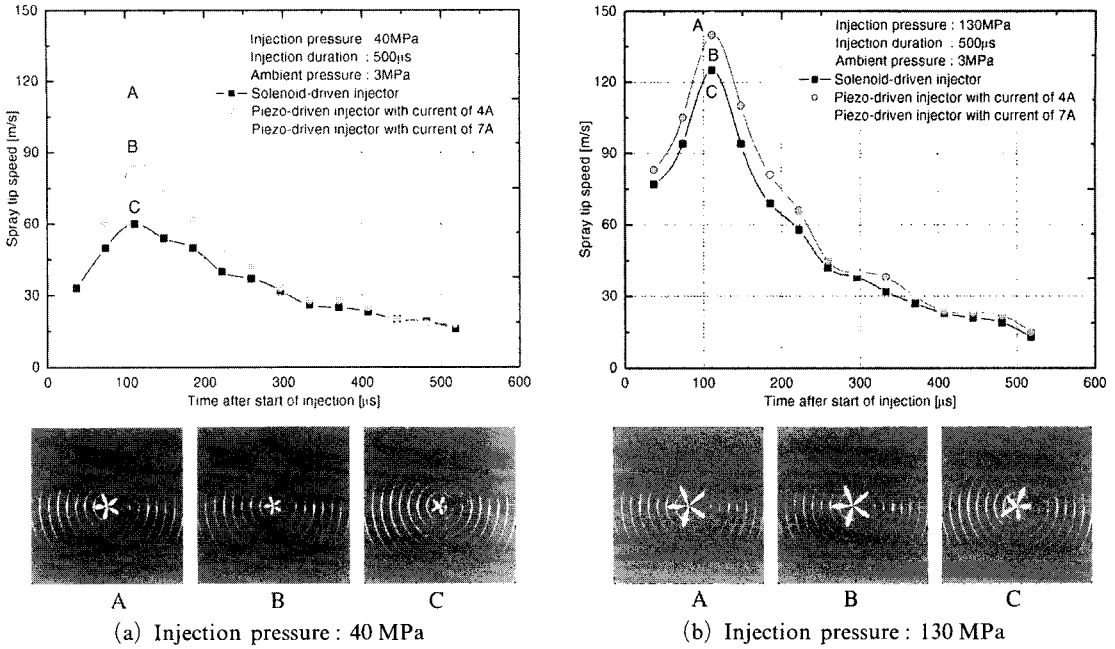 150
120
90
60
30
0
Spray tip speed [m/s]
Injection pressure : 40MPa
Injection duration : 500µs
Ambient pressure : 3MPa
Solenoid-driven injector
Piezo-driven injector with current of 4A
Piezo-driven injector with current of 7A
A
B
C
0 100 200 300 400 500 600
Time after start of injection [µs]
A B C
(a) Injection pressure : 40 MPa
150
120
90
60
30
0
Spray tip speed [m/s]
Injection pressure : 130MPa
Injection duration : 500µs
Ambient pressure : 3MPa
Solenoid-driven injector
Piezo-driven injector with current of 4A
Piezo-driven injector with current of 7A
A
B
C
0 100 200 300 400 500 600
Time after start of injection [µs]
A B C
(b) Injection pressure : 130 MPa